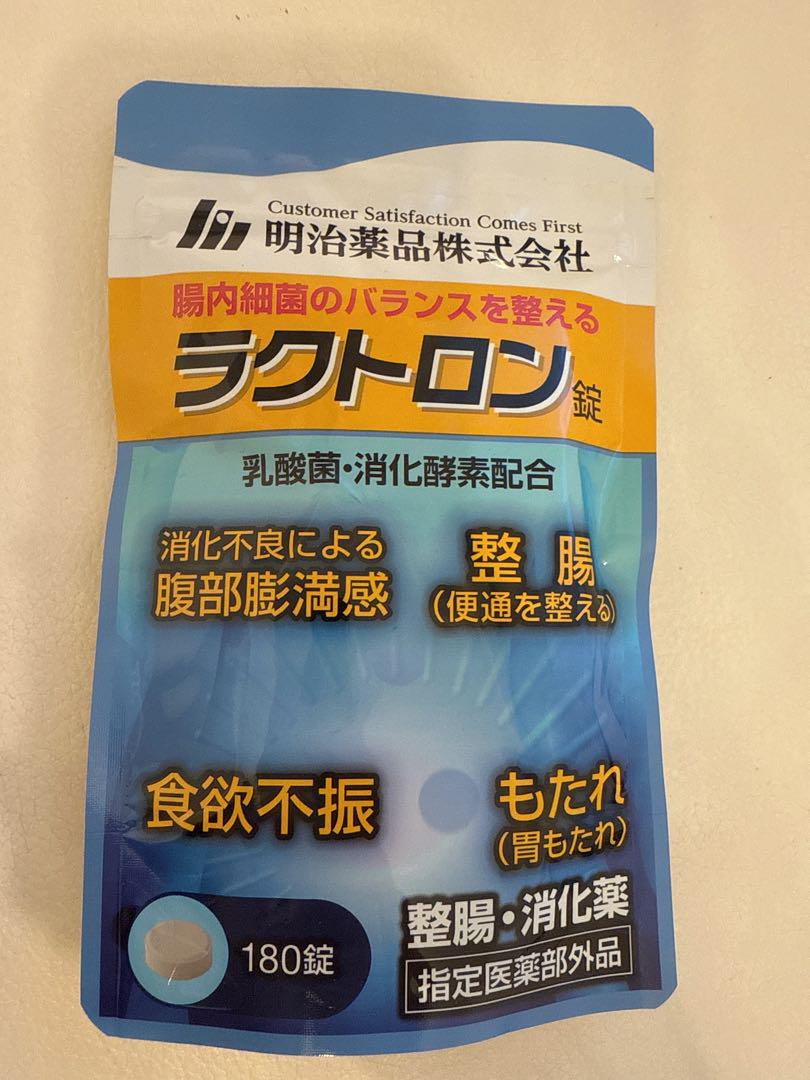 Customer Satisfaction Comes First
明治薬品株式会社
腸内細菌のバランスを整える
ラクトロン錠
乳酸菌・消化酵素配合
消化不良による
腹部膨満感
整腸
(便通を整える)
食欲不振
もたれ
(胃もたれ)
180錠
整腸・消化薬
指定医薬部外品